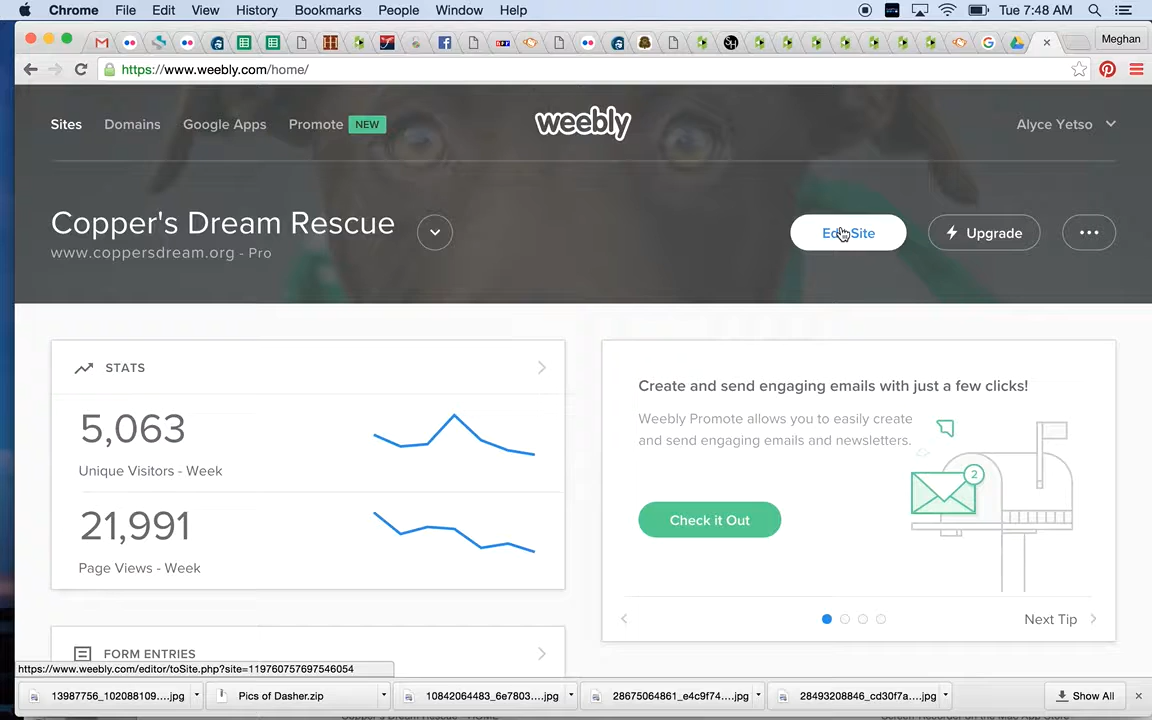 Chrome File Edit View History Bookmarks People Window Help Tue 7:48 AM
Meghan
https://www.weebly.com/home/
Sites Domains Google Apps Promote NEW weebly Alyce Yetso
Copper's Dream Rescue
www.coppersdream.org - Pro
Edit Site Upgrade
STATS
5,063
Unique Visitors - Week
21,991
Page Views - Week
Create and send engaging emails with just a few clicks!
Weebly Promote allows you to easily create
and send engaging emails and newsletters.
2
Check it Out
Next Tip
FORM ENTRIES
https://www.weebly.com/editor/toSite.php?site=119760757697546054
13987756_102088109....jpg Pics of Dasher.zip 10842064483_6e7803....jpg 28675064861_e4c9f74....jpg 28493208846_cd30f7a....jpg Show All